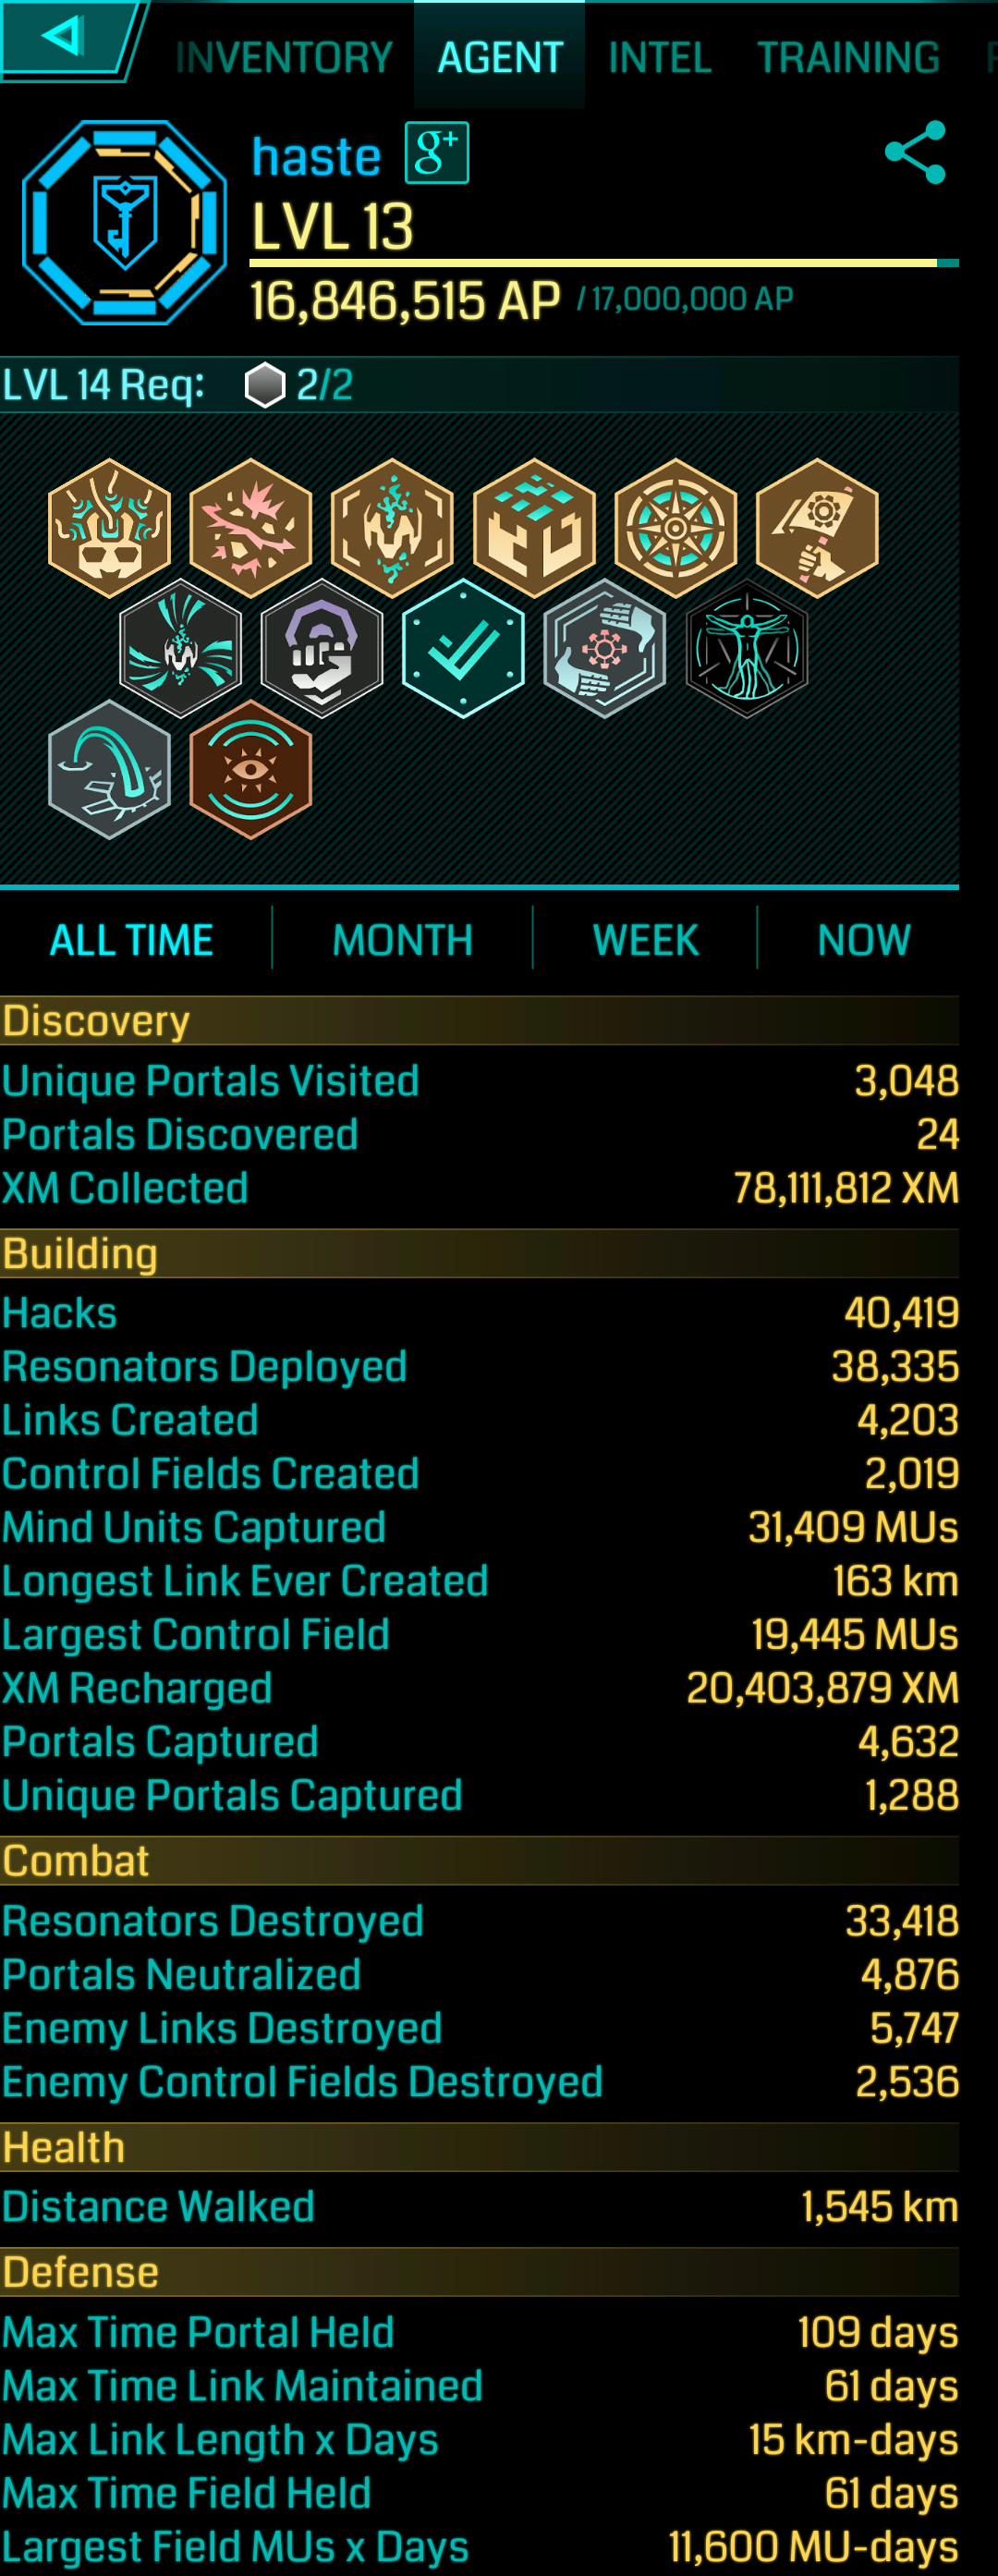 INVENTORY AGENT INTEL TRAINING
haste g+
LVL 13
16,846,515 AP / 17,000,000 AP
LVL 14 Req: 2/2
ALL TIME MONTH WEEK NOW
Discovery
Unique Portals Visited 3,048
Portals Discovered 24
XM Collected 78,111,812 XM
Building
Hacks 40,419
Resonators Deployed 38,335
Links Created 4,203
Control Fields Created 2,019
Mind Units Captured 31,409 MUs
Longest Link Ever Created 163 km
Largest Control Field 19,445 MUs
XM Recharged 20,403,879 XM
Portals Captured 4,632
Unique Portals Captured 1,288
Combat
Resonators Destroyed 33,418
Portals Neutralized 4,876
Enemy Links Destroyed 5,747
Enemy Control Fields Destroyed 2,536
Health
Distance Walked 1,545 km
Defense
Max Time Portal Held 109 days
Max Time Link Maintained 61 days
Max Link Length x Days 15 km-days
Max Time Field Held 61 days
Largest Field MUs x Days 11,600 MU-days